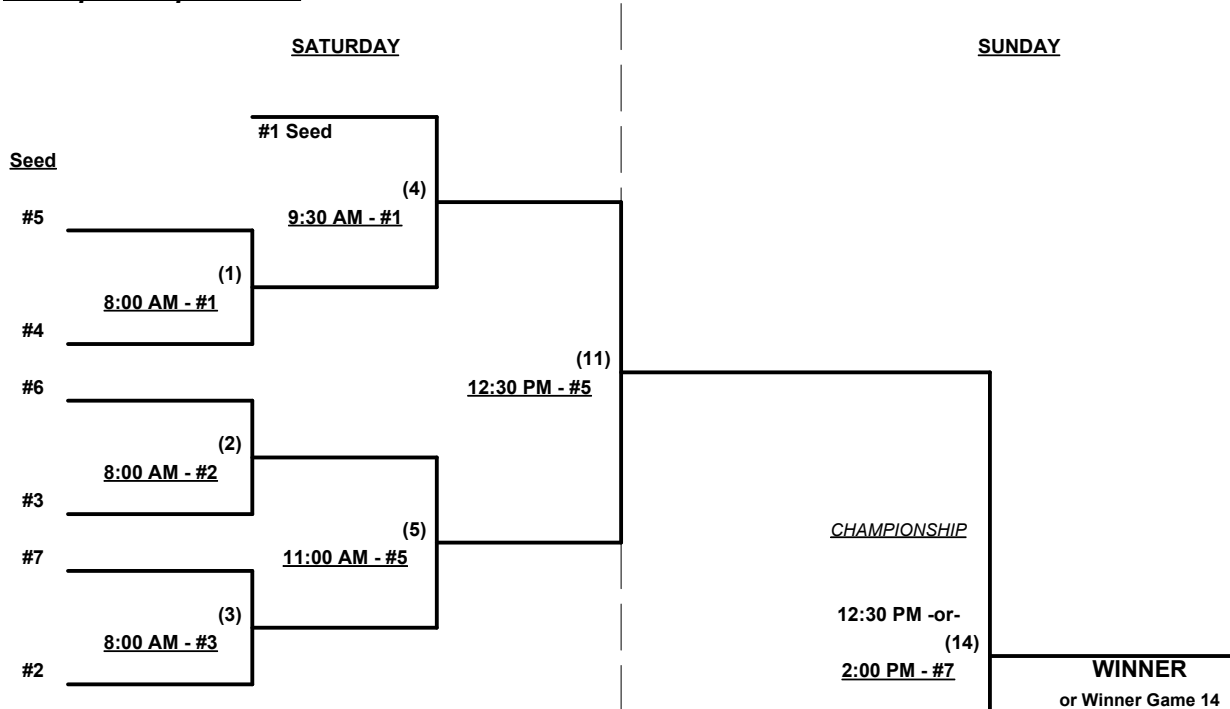 SATURDAY
SUNDAY
#1 Seed
Seed
(4)
#5
9:30 AM - #1
(1)
8:00 AM - #1
#4
(11)
#6
12:30 PM - #5
(2)
8:00 AM - #2
#3
(5)
CHAMPIONSHIP
#7
11:00 AM - #5
(3)
12:30 PM -or-
8:00 AM - #3
(14)
#2
2:00 PM - #7
WINNER
or Winner Game 14